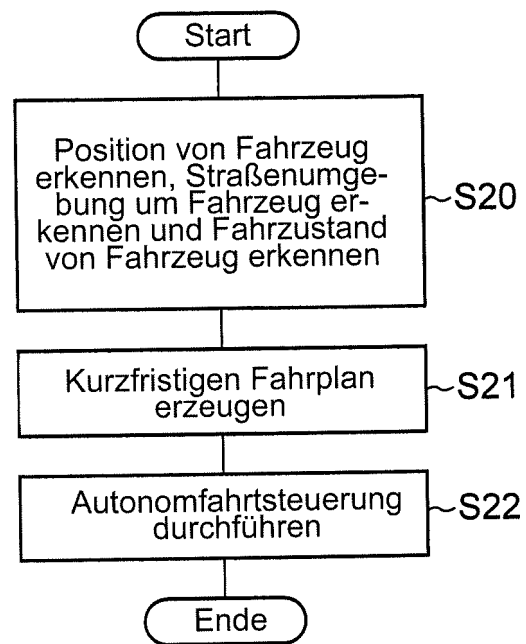 Start
Position von Fahrzeug
erkennen, Straßenumge-
bung um Fahrzeug er-
kennen und Fahrzustand
von Fahrzeug erkennen
~S20
Kurzfristigen Fahrplan
erzeugen
~S21
Autonomfahrtsteuerung
durchführen
~S22
Ende